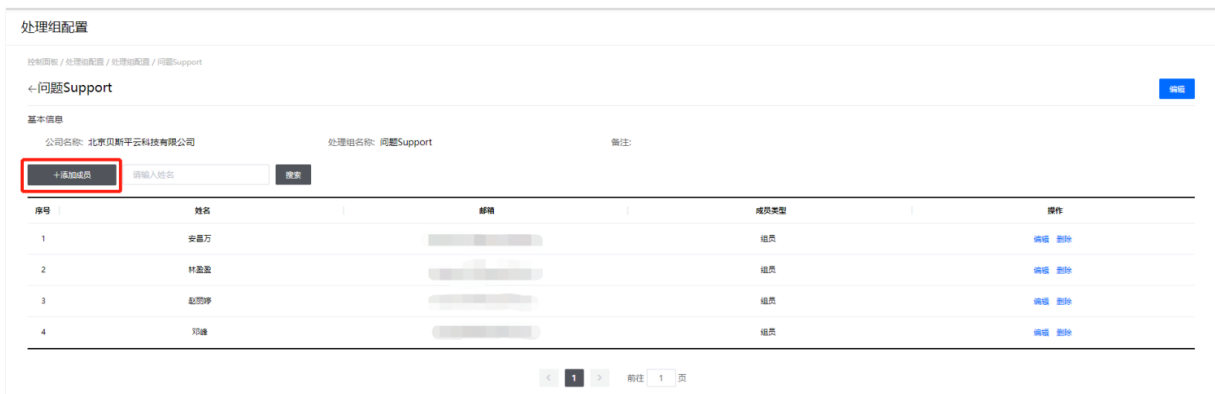 处理组配置
控制面板 / 处理组配置 / 处理组配置 / 问题Support
←问题Support
编辑
基本信息
公司名称: 北京贝斯平云科技有限公司 处理组名称: 问题Support 备注:
+添加成员 请输入姓名 搜索
序号 姓名 邮箱 成员类型 操作
1 安嘉万 组员 编辑 删除
2 林盈盈 组员 编辑 删除
3 赵丽婷 组员 编辑 删除
4 邓峰 组员 编辑 删除
< 1 > 前往 1 页